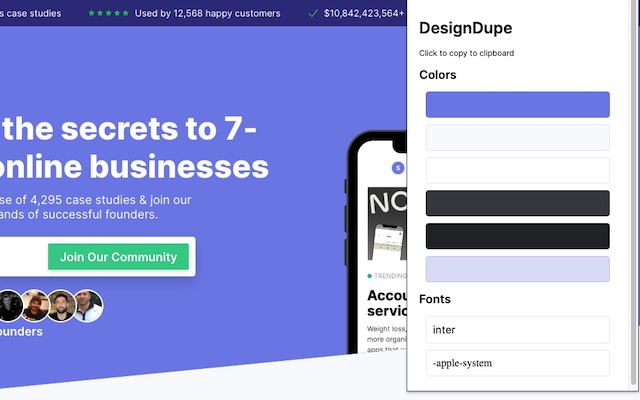 s case studies
★★★★★ Used by 12,568 happy customers
✓ $10,842,423,564+
the secrets to 7-
online businesses
se of 4,295 case studies & join our
ands of successful founders.
Join Our Community
ounders
S
NO
TRENDING
Accou
servic
Weight loss,
more organi
apps that w
DesignDupe
Click to copy to clipboard
Colors
Fonts
inter
-apple-system